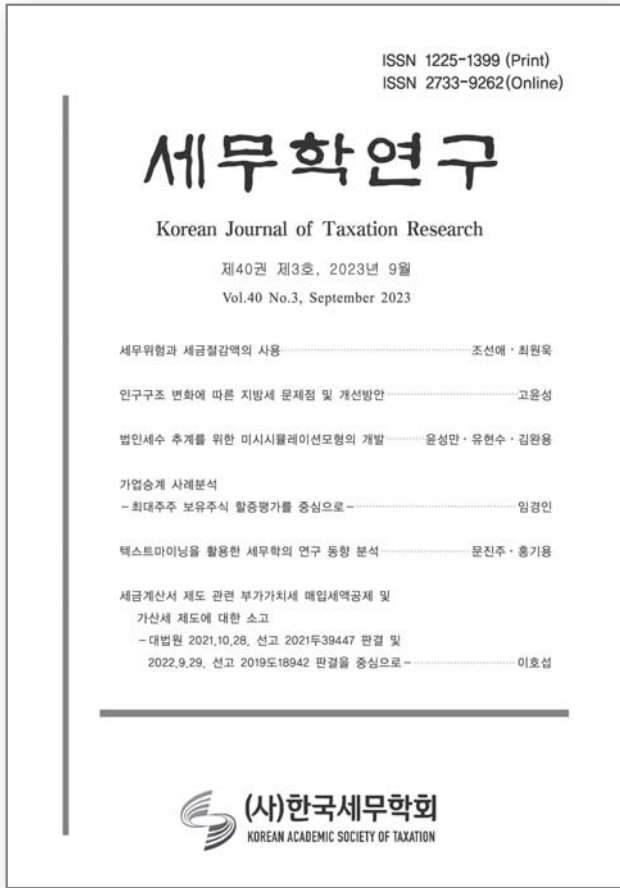 ISSN 1225-1399 (Print)
ISSN 2733-9262(Online)
세무학연구
Korean Journal of Taxation Research
제40권 제3호, 2023년 9월
Vol.40 No.3, September 2023
세무위험과 세금절감액의 사용 조선애·최원욱
인구구조 변화에 따른 지방세 문제점 및 개선방안 고윤성
법인세수 추계를 위한 미시시뮬레이션모형의 개발 윤성만·유현수·김완용
가업승계 사례분석
-최대주주 보유주식 할증평가를 중심으로- 임경인
텍스트마이닝을 활용한 세무학의 연구 동향 분석 문진주·홍기용
세금계산서 제도 관련 부가가치세 매입세액공제 및
가산세 제도에 대한 소고
-대법원 2021.10.28. 선고 2021두39447 판결 및
2022.9.29. 선고 2019도18942 판결을 중심으로- 이호섭
(사)한국세무학회
KOREAN ACADEMIC SOCIETY OF TAXATION